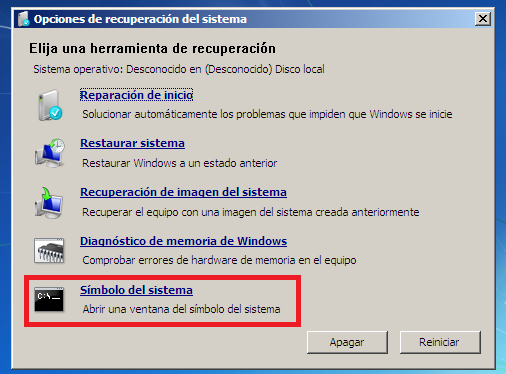 Opciones de recuperación del sistema
Elija una herramienta de recuperación
Sistema operativo: Desconocido en (Desconocido) Disco local
Reparación de inicio
Solucionar automáticamente los problemas que impiden que Windows se inicie
Restaurar sistema
Restaurar Windows a un estado anterior
Recuperación de imagen del sistema
Recuperar el equipo con una imagen del sistema creada anteriormente
Diagnóstico de memoria de Windows
Comprobar errores de hardware de memoria en el equipo
C:\_
Símbolo del sistema
Abrir una ventana del símbolo del sistema
Apagar
Reiniciar